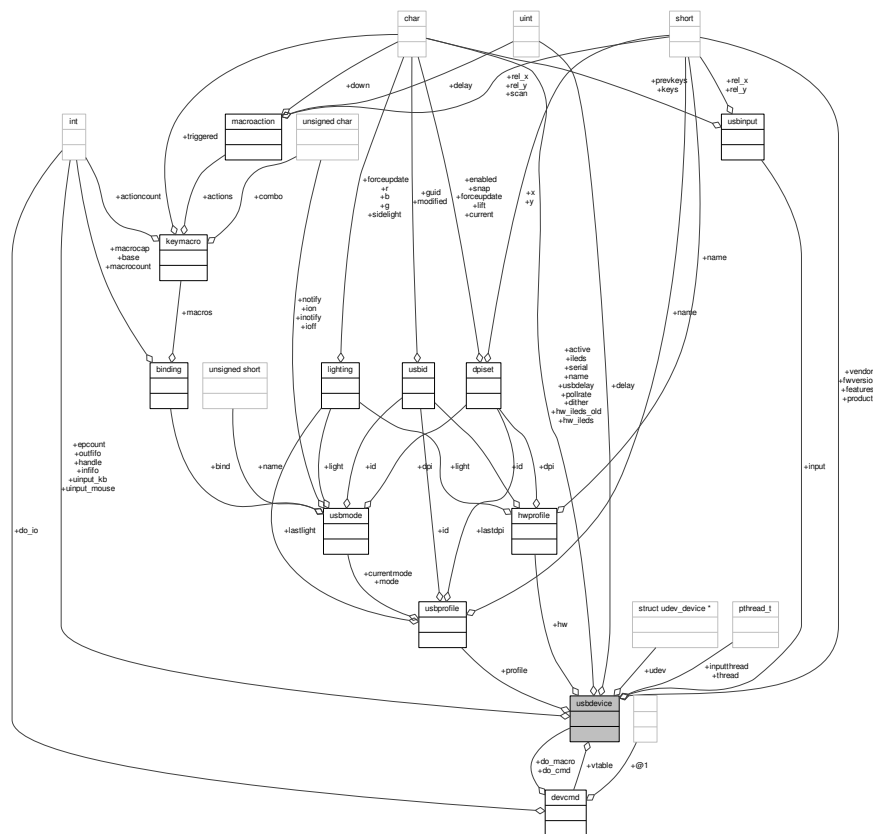 char
uint
short
+down
+delay
+rel_x
+rel_y
+scan
+prevkeys
+keys
+rel_x
+rel_y
int
macroaction
unsigned char
usbinput
+triggered
+actioncount
+actions
+combo
+forceupdate
+r
+b
+g
+sidelight
+guid
+modified
+enabled
+snap
+forceupdate
+lift
+current
+x
+y
keymacro
+macrocap
+base
+macrocount
+name
+notify
+ion
+inotify
+ioff
+macros
+name
binding
unsigned short
lighting
usbid
dpiset
+active
+ileds
+serial
+name
+usbdelay
+pollrate
+dither
+hw_ileds_old
+hw_ileds
+delay
+vendor
+fwversion
+features
+product
+epcount
+outfifo
+handle
+infifo
+uinput_kb
+uinput_mouse
+bind
+name
+light
+id
+dpi
+light
+id
+dpi
+input
usbmode
hwprofile
+do_io
+lastlight
+id
+lastdpi
+currentmode
+mode
usbprofile
+hw
struct udev_device *
pthread_t
+profile
+udev
+inputthread
+thread
usbdevice
+do_macro
+do_cmd
+vtable
+@1
devcmd